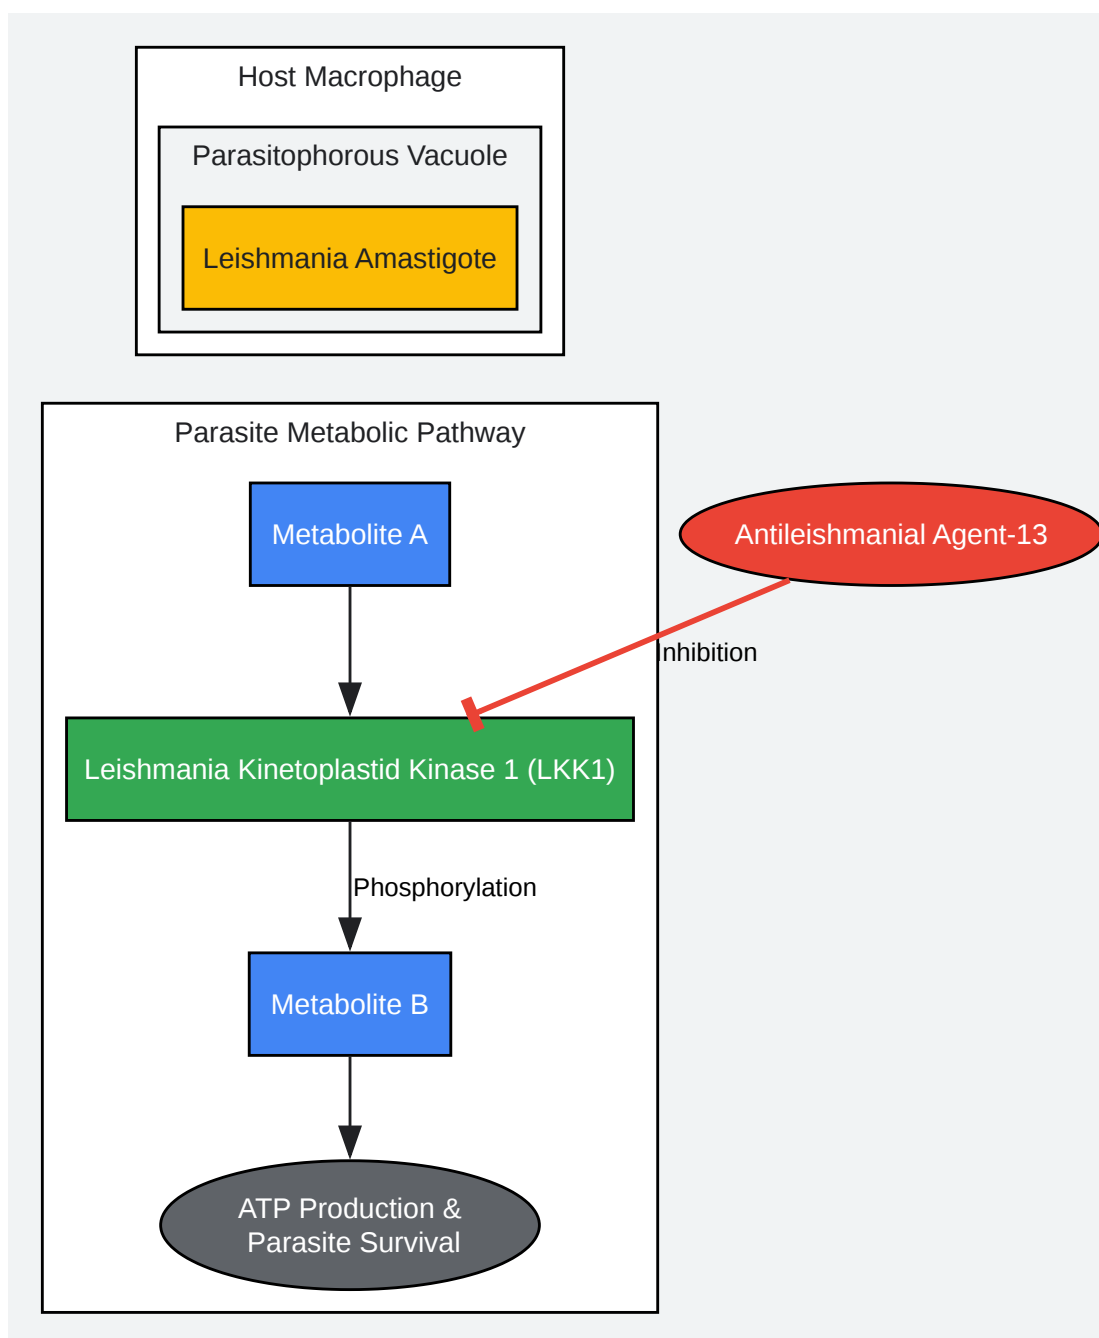 Host Macrophage
Parasitophorous Vacuole
Leishmania Amastigote
Parasite Metabolic Pathway
Metabolite A
Antileishmanial Agent-13
Inhibition
Leishmania Kinetoplastid Kinase 1 (LKK1)
Phosphorylation
Metabolite B
ATP Production &
Parasite Survival